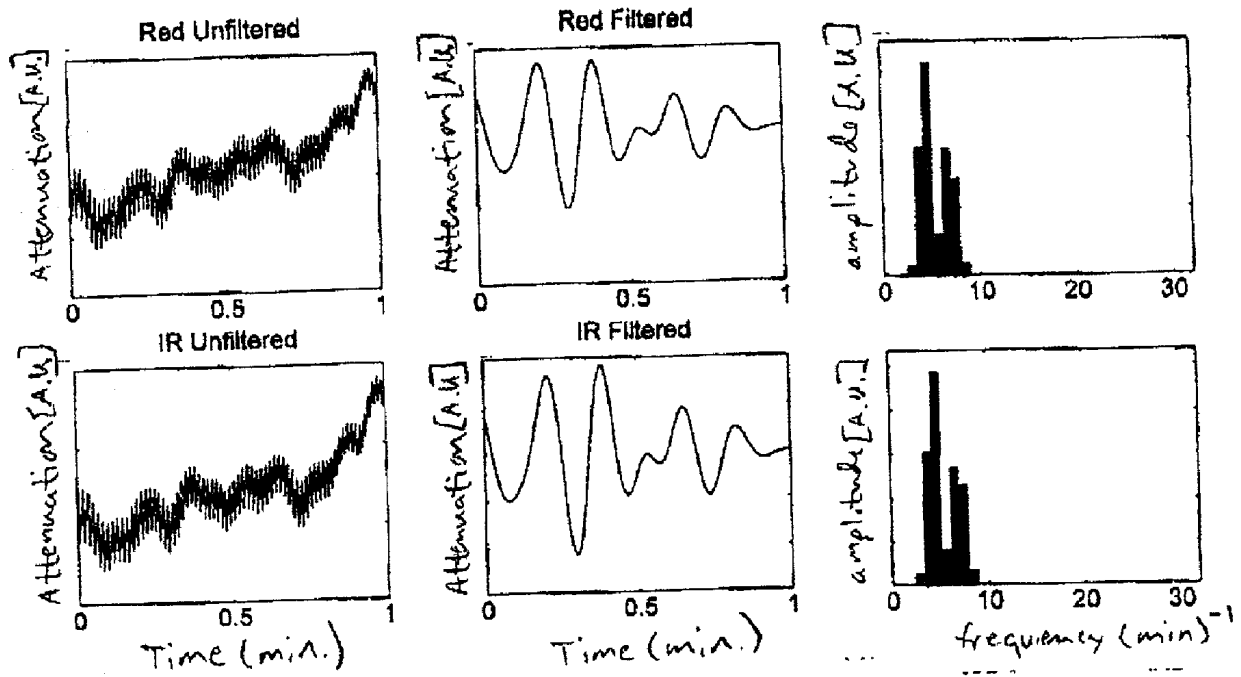 Red Unfiltered
Red Filtered
Attenuation [A.U.]
Attenuation [A.U.]
amplitude [A.U]
0 0.5 1
0 0.5 1
0 10 20 30
IR Unfiltered
IR Filtered
Attenuation [A.U.]
Attenuation [A.U]
amplitude [A.U.]
0 0.5 1
0 0.5 1
0 10 20 30
Time (min.)
Time (min.)
frequency (min)⁻¹